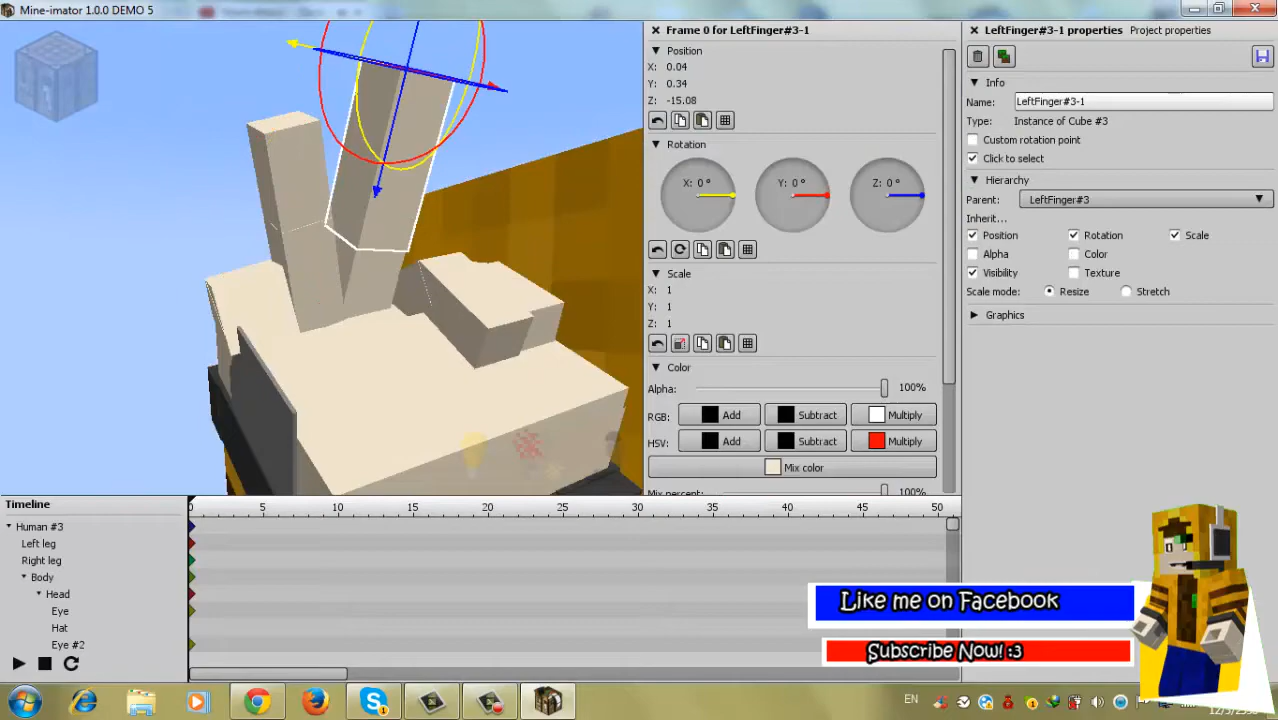 Mine-imator 1.0.0 DEMO 5
Frame 0 for LeftFinger#3-1
Position
X: 0.04
Y: 0.34
Z: -15.08
Rotation
X: 0 °
Y: 0 °
Z: 0 °
Scale
X: 1
Y: 1
Z: 1
Color
Alpha:
100%
RGB:
Add
Subtract
Multiply
HSV:
Add
Subtract
Multiply
Mix color
Mix percent:
100%
LeftFinger#3-1 properties
Project properties
Info
Name:
LeftFinger#3-1
Type:
Instance of Cube #3
Custom rotation point
Click to select
Hierarchy
Parent:
LeftFinger#3
Inherit...
Position
Rotation
Scale
Alpha
Color
Visibility
Texture
Scale mode:
Resize
Stretch
Graphics
Timeline
0 5 10 15 20 25 30 35 40 45 50
Human #3
Left leg
Right leg
Body
Head
Eye
Hat
Eye #2
Like me on Facebook
Subscribe Now! :3
EN